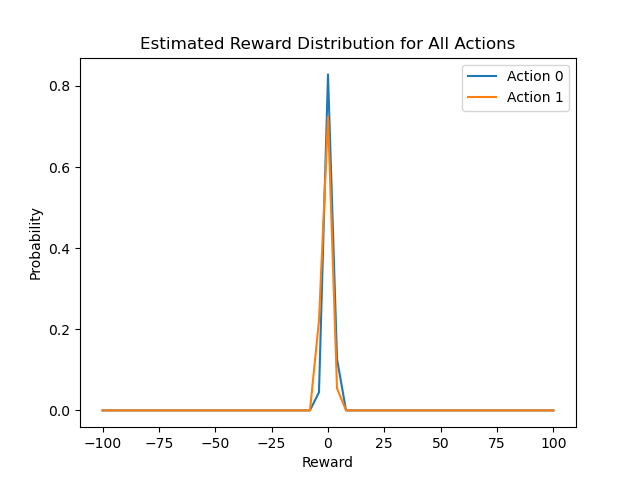 Estimated Reward Distribution for All Actions
Action 0
Action 1
Probability
0.8
0.6
0.4
0.2
0.0
−100 −75 −50 −25 0 25 50 75 100
Reward